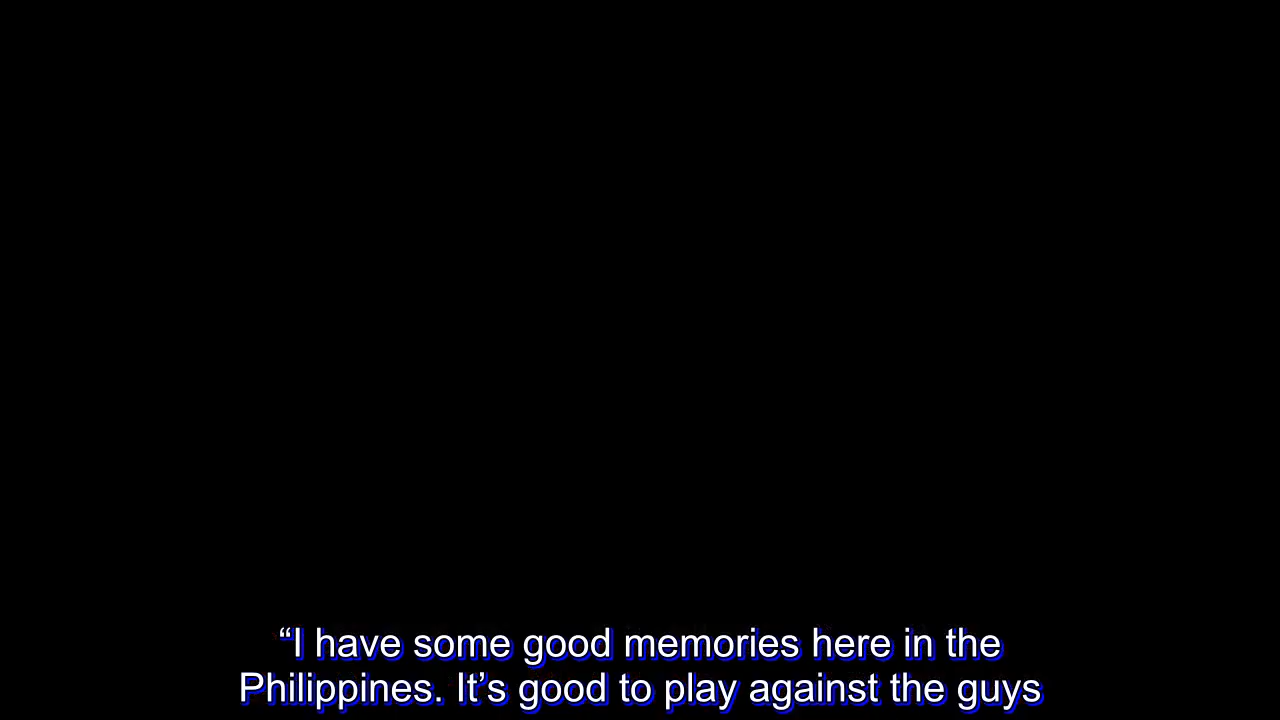 “I have some good memories here in the
Philippines. It’s good to play against the guys